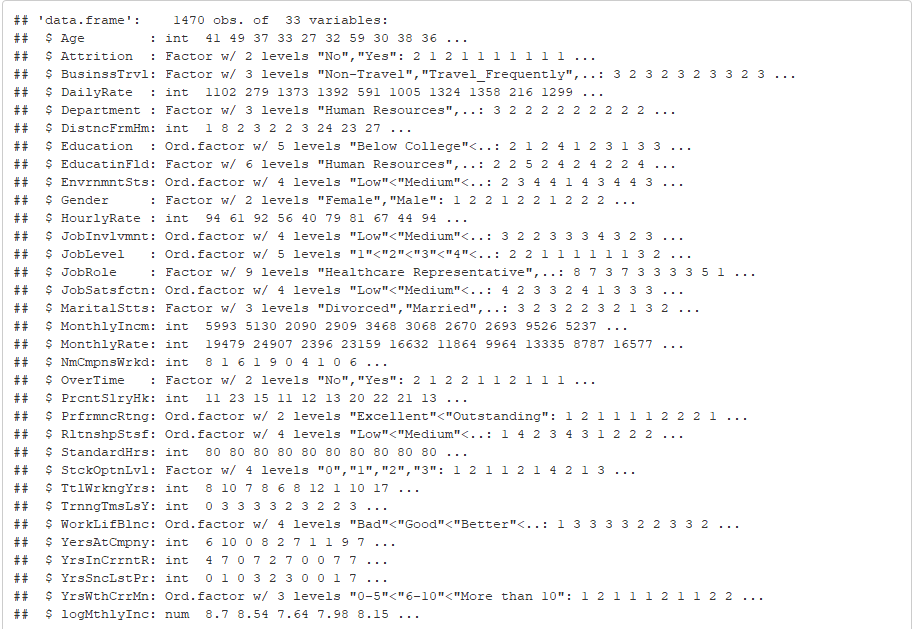 ## 'data.frame':    1470 obs. of  33 variables:
##  $ Age        : int  41 49 37 33 27 32 59 30 38 36 ...
##  $ Attrition  : Factor w/ 2 levels "No","Yes": 2 1 2 1 1 1 1 1 1 1 ...
##  $ BusinssTrvl: Factor w/ 3 levels "Non-Travel","Travel_Frequently",..: 3 2 3 2 3 2 3 3 2 3 ...
##  $ DailyRate  : int  1102 279 1373 1392 591 1005 1324 1358 216 1299 ...
##  $ Department : Factor w/ 3 levels "Human Resources",..: 3 2 2 2 2 2 2 2 2 2 ...
##  $ DistncFrmHm: int  1 8 2 3 2 2 3 24 23 27 ...
##  $ Education  : Ord.factor w/ 5 levels "Below College"<..: 2 1 2 4 1 2 3 1 3 3 ...
##  $ EducatinFld: Factor w/ 6 levels "Human Resources",..: 2 2 5 2 4 2 4 2 2 4 ...
##  $ EnvrnmntSts: Ord.factor w/ 4 levels "Low"<"Medium"<..: 2 3 4 4 1 4 3 4 4 3 ...
##  $ Gender     : Factor w/ 2 levels "Female","Male": 1 2 2 1 2 2 1 2 2 2 ...
##  $ HourlyRate : int  94 61 92 56 40 79 81 67 44 94 ...
##  $ JobInvlvmnt: Ord.factor w/ 4 levels "Low"<"Medium"<..: 3 2 2 3 3 3 4 3 2 3 ...
##  $ JobLevel   : Ord.factor w/ 5 levels "1"<"2"<"3"<"4"<..: 2 2 1 1 1 1 1 1 3 2 ...
##  $ JobRole    : Factor w/ 9 levels "Healthcare Representative",..: 8 7 3 7 3 3 3 3 5 1 ...
##  $ JobSatsfctn: Ord.factor w/ 4 levels "Low"<"Medium"<..: 4 2 3 3 2 4 1 3 3 3 ...
##  $ MaritalStts: Factor w/ 3 levels "Divorced","Married",..: 3 2 3 2 2 3 2 1 3 2 ...
##  $ MonthlyIncm: int  5993 5130 2090 2909 3468 3068 2670 2693 9526 5237 ...
##  $ MonthlyRate: int  19479 24907 2396 23159 16632 11864 9964 13335 8787 16577 ...
##  $ NmCmpnsWrkd: int  8 1 6 1 9 0 4 1 0 6 ...
##  $ OverTime   : Factor w/ 2 levels "No","Yes": 2 1 2 2 1 1 2 1 1 1 ...
##  $ PrcntSlryHk: int  11 23 15 11 12 13 20 22 21 13 ...
##  $ PrfrmncRtng: Ord.factor w/ 2 levels "Excellent"<"Outstanding": 1 2 1 1 1 1 2 2 2 1 ...
##  $ RltnshpStsf: Ord.factor w/ 4 levels "Low"<"Medium"<..: 1 4 2 3 4 3 1 2 2 2 ...
##  $ StandardHrs: int  80 80 80 80 80 80 80 80 80 80 ...
##  $ StckOptnLvl: Factor w/ 4 levels "0","1","2","3": 1 2 1 1 2 1 4 2 1 3 ...
##  $ TtlWrkngYrs: int  8 10 7 8 6 8 12 1 10 17 ...
##  $ TrnngTmsLsY: int  0 3 3 3 3 2 3 2 2 3 ...
##  $ WorkLifBlnc: Ord.factor w/ 4 levels "Bad"<"Good"<"Better"<..: 1 3 3 3 3 2 2 3 3 2 ...
##  $ YersAtCmpny: int  6 10 0 8 2 7 1 1 9 7 ...
##  $ YrsInCrrntR: int  4 7 0 7 2 7 0 0 7 7 ...
##  $ YrsSncLstPr: int  0 1 0 3 2 3 0 0 1 7 ...
##  $ YrsWthCrrMn: Ord.factor w/ 3 levels "0-5"<"6-10"<"More than 10": 1 2 1 1 1 2 1 1 2 2 ...
##  $ logMthlyInc: num  8.7 8.54 7.64 7.98 8.15 ...